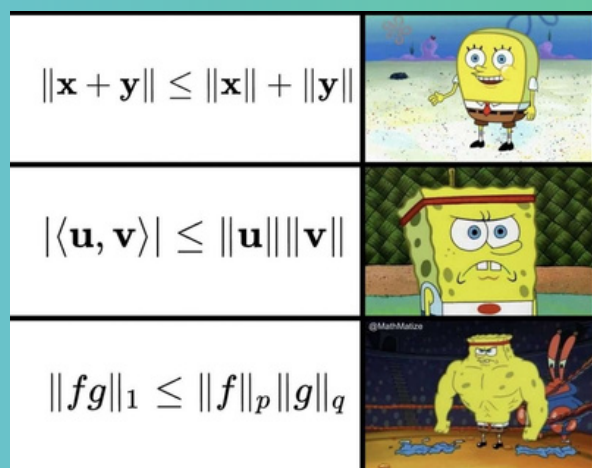 ‖x + y‖ ≤ ‖x‖ + ‖y‖
|⟨u, v⟩| ≤ ‖u‖‖v‖
@MathMatize
‖fg‖₁ ≤ ‖f‖ₚ‖g‖_q